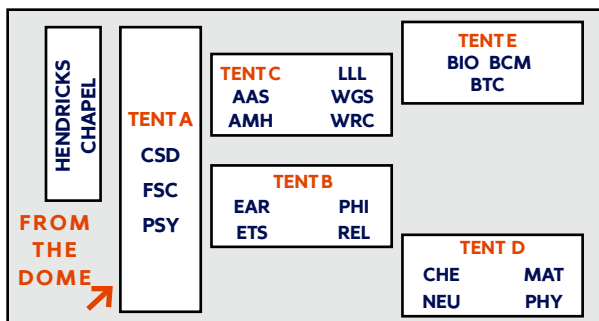 HENDRICKS
CHAPEL
FROM
THE
DOME
TENT A
CSD
FSC
PSY
TENT C LLL
AAS WGS
AMH WRC
TENT B
EAR PHI
ETS REL
TENT E
BIO BCM
BTC
TENT D
CHE MAT
NEU PHY